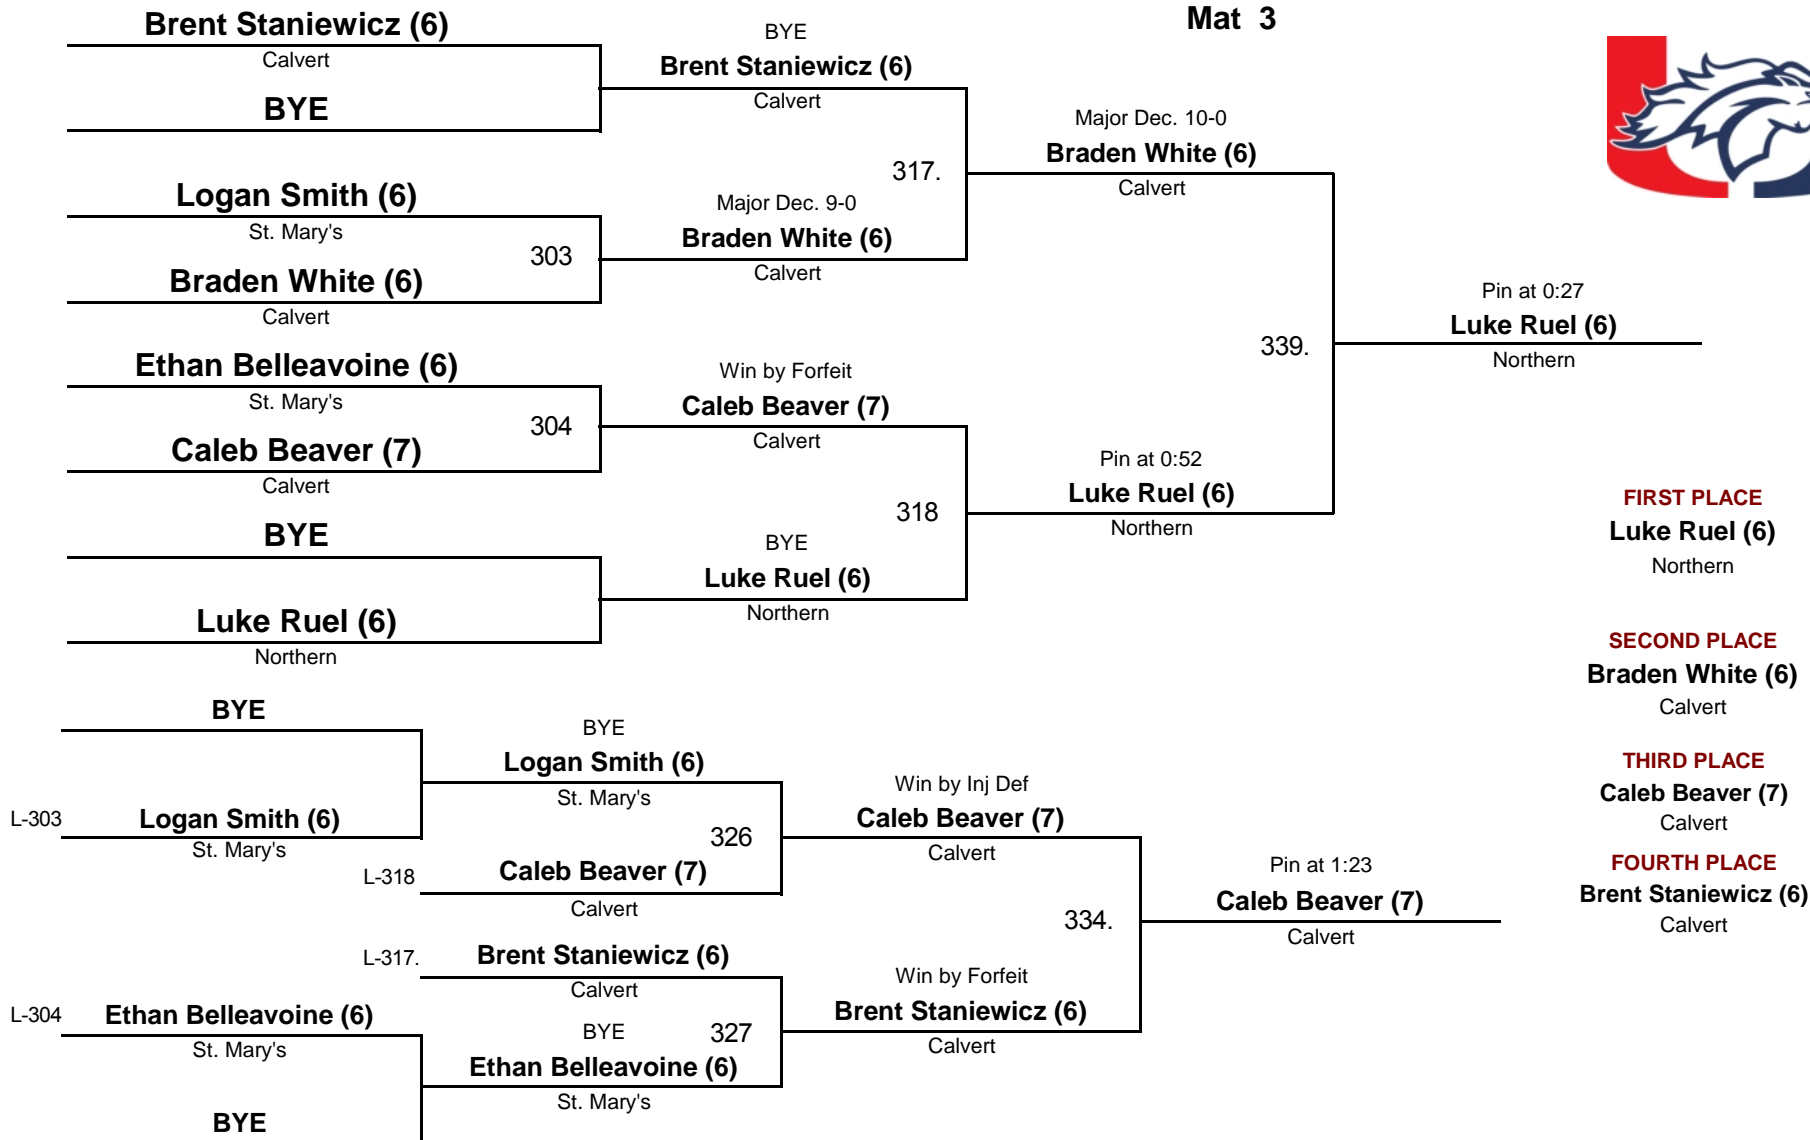 Mat 3
Brent Staniewicz (6)
Calvert
BYE
Logan Smith (6)
St. Mary's
303
Braden White (6)
Calvert
Ethan Belleavoine (6)
St. Mary's
304
Caleb Beaver (7)
Calvert
BYE
Luke Ruel (6)
Northern
BYE
Brent Staniewicz (6)
Calvert
317.
Major Dec. 9-0
Braden White (6)
Calvert
Win by Forfeit
Caleb Beaver (7)
Calvert
318
BYE
Luke Ruel (6)
Northern
Major Dec. 10-0
Braden White (6)
Calvert
339.
Pin at 0:52
Luke Ruel (6)
Northern
Pin at 0:27
Luke Ruel (6)
Northern
FIRST PLACE
Luke Ruel (6)
Northern
SECOND PLACE
Braden White (6)
Calvert
THIRD PLACE
Caleb Beaver (7)
Calvert
FOURTH PLACE
Brent Staniewicz (6)
Calvert
BYE
L-303
Logan Smith (6)
St. Mary's
BYE
Logan Smith (6)
St. Mary's
326
L-318
Caleb Beaver (7)
Calvert
L-317.
Brent Staniewicz (6)
Calvert
L-304
Ethan Belleavoine (6)
St. Mary's
BYE
327
Ethan Belleavoine (6)
St. Mary's
BYE
Win by Inj Def
Caleb Beaver (7)
Calvert
334.
Win by Forfeit
Brent Staniewicz (6)
Calvert
Pin at 1:23
Caleb Beaver (7)
Calvert